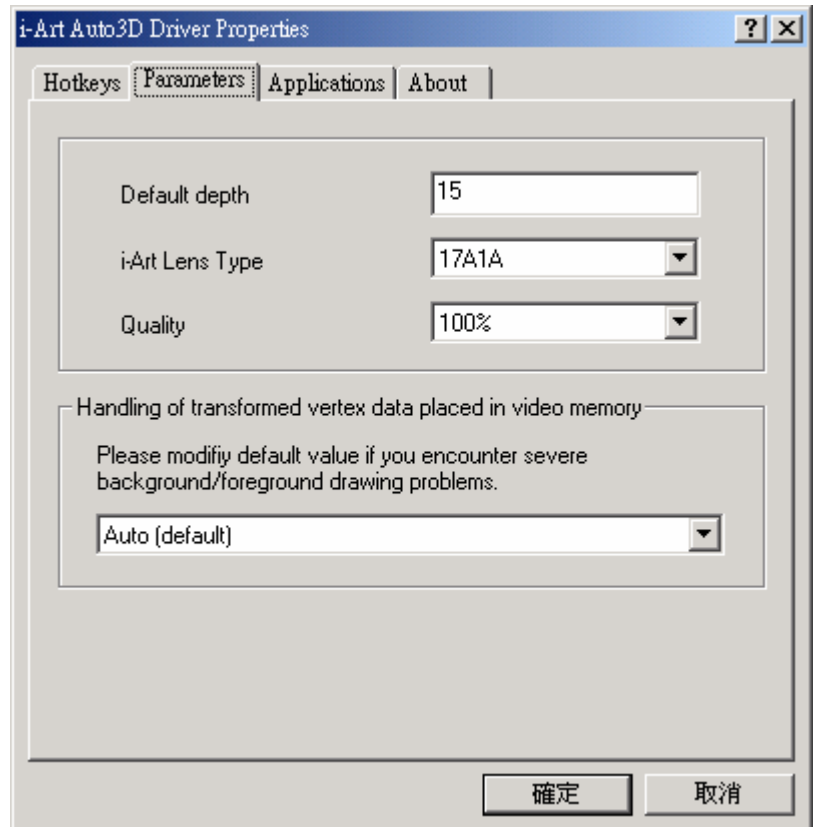 i-Art Auto3D Driver Properties
Hotkeys Parameters Applications About
Default depth 15
i-Art Lens Type 17A1A
Quality 100%
Handling of transformed vertex data placed in video memory
Please modifiy default value if you encounter severe
background/foreground drawing problems.
Auto (default)
確定 取消